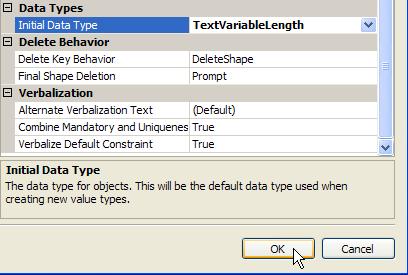 Data Types
Initial Data Type TextVariableLength
Delete Behavior
Delete Key Behavior DeleteShape
Final Shape Deletion Prompt
Verbalization
Alternate Verbalization Text (Default)
Combine Mandatory and Uniquenes True
Verbalize Default Constraint True
Initial Data Type
The data type for objects. This will be the default data type used when
creating new value types.
OK Cancel